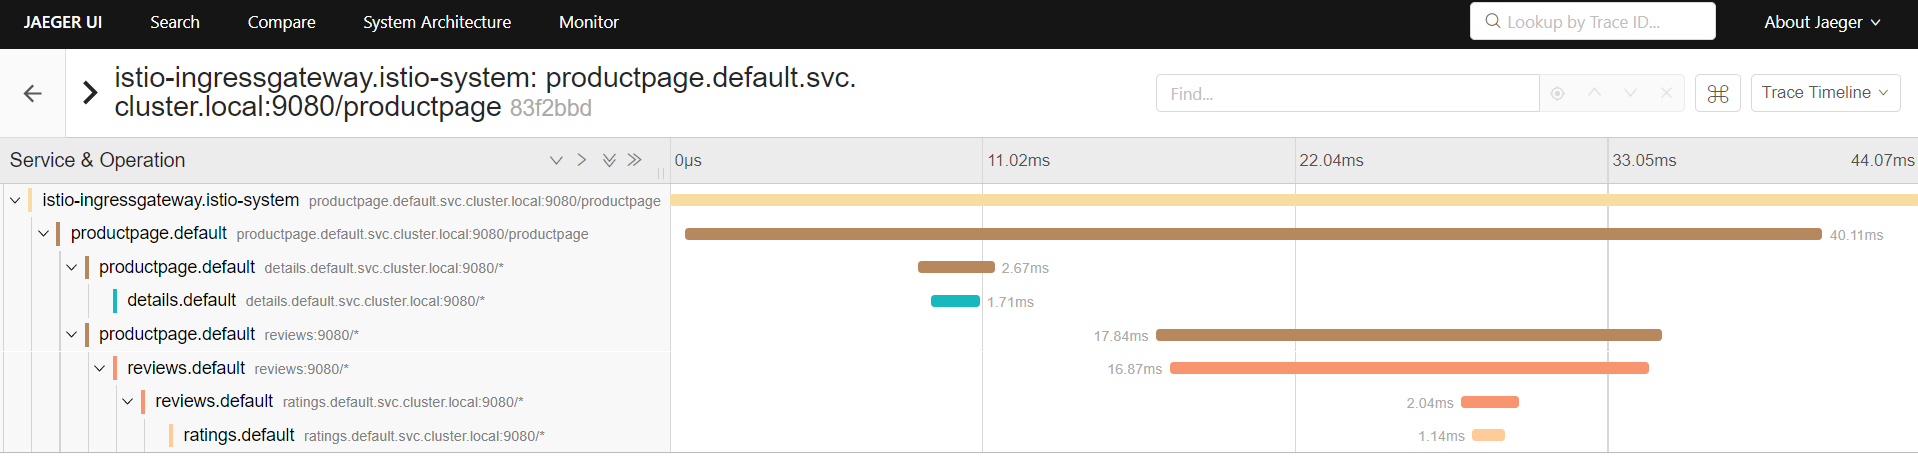 JAEGER UI Search Compare System Architecture Monitor Lookup by Trace ID... About Jaeger
istio-ingressgateway.istio-system: productpage.default.svc.
cluster.local:9080/productpage 83f2bbd
Find... Trace Timeline
Service & Operation 0μs 11.02ms 22.04ms 33.05ms 44.07ms
istio-ingressgateway.istio-system productpage.default.svc.cluster.local:9080/productpage
productpage.default productpage.default.svc.cluster.local:9080/productpage 40.11ms
productpage.default details.default.svc.cluster.local:9080/* 2.67ms
details.default details.default.svc.cluster.local:9080/* 1.71ms
productpage.default reviews:9080/* 17.84ms
reviews.default reviews:9080/* 16.87ms
reviews.default ratings.default.svc.cluster.local:9080/* 2.04ms
ratings.default ratings.default.svc.cluster.local:9080/* 1.14ms